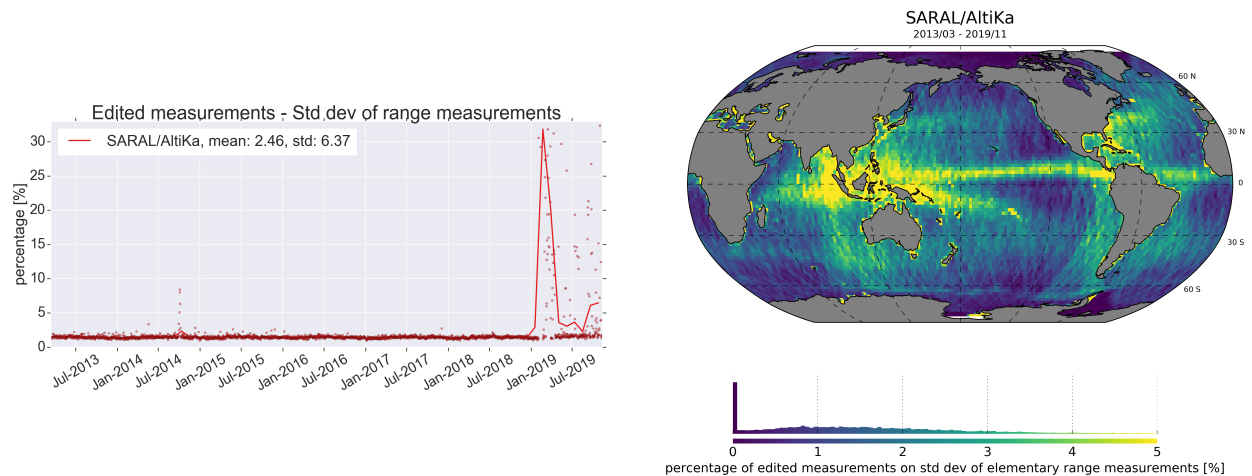 Edited measurements - Std dev of range measurements
SARAL/AltiKa, mean: 2.46, std: 6.37
percentage [%]
30
25
20
15
10
5
0
Jul-2013
Jan-2014
Jul-2014
Jan-2015
Jul-2015
Jan-2016
Jul-2016
Jan-2017
Jul-2017
Jan-2018
Jul-2018
Jan-2019
Jul-2019
SARAL/AltiKa
2013/03 - 2019/11
60 N
30 N
0
30 S
60 S
0 1 2 3 4 5
percentage of edited measurements on std dev of elementary range measurements [%]